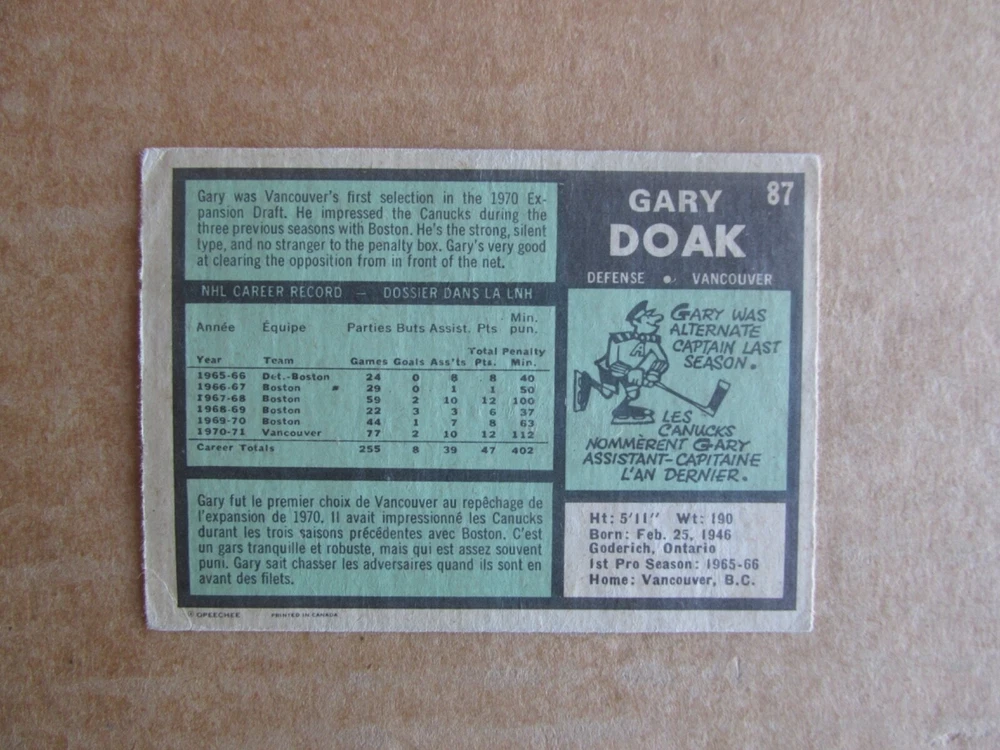 Gary was Vancouver's first selection in the 1970 Ex-
pansion Draft. He impressed the Canucks during the
three previous seasons with Boston. He's the strong, silent
type, and no stranger to the penalty box. Gary's very good
at clearing the opposition from in front of the net.
NHL CAREER RECORD — DOSSIER DANS LA LNH
Année Équipe Parties Buts Assist. Pts Min. pun.
Year Team Games Goals Ass'ts Total Pts. Penalty Min.
1965-66 Det.-Boston 24 0 8 8 40
1966-67 Boston 29 0 1 1 50
1967-68 Boston 59 2 10 12 100
1968-69 Boston 22 3 3 6 37
1969-70 Boston 44 1 7 8 63
1970-71 Vancouver 77 2 10 12 112
Career Totals 255 8 39 47 402
Gary fut le premier choix de Vancouver au repêchage de
l'expansion de 1970. Il avait impressionné les Canucks
durant les trois saisons précédentes avec Boston. C'est
un gars tranquille et robuste, mais qui est assez souvent
puni. Gary sait chasser les adversaires quand ils sont en
avant des filets.
© OPEECHEE PRINTED IN CANADA
87
GARY
DOAK
DEFENSE • VANCOUVER
GARY WAS
ALTERNATE
CAPTAIN LAST
SEASON.
A
LES
CANUCKS
NOMMÈRENT GARY
ASSISTANT-CAPITAINE
L'AN DERNIER.
Ht: 5'11" Wt: 190
Born: Feb. 25, 1946
Goderich, Ontario
1st Pro Season: 1965-66
Home: Vancouver, B.C.